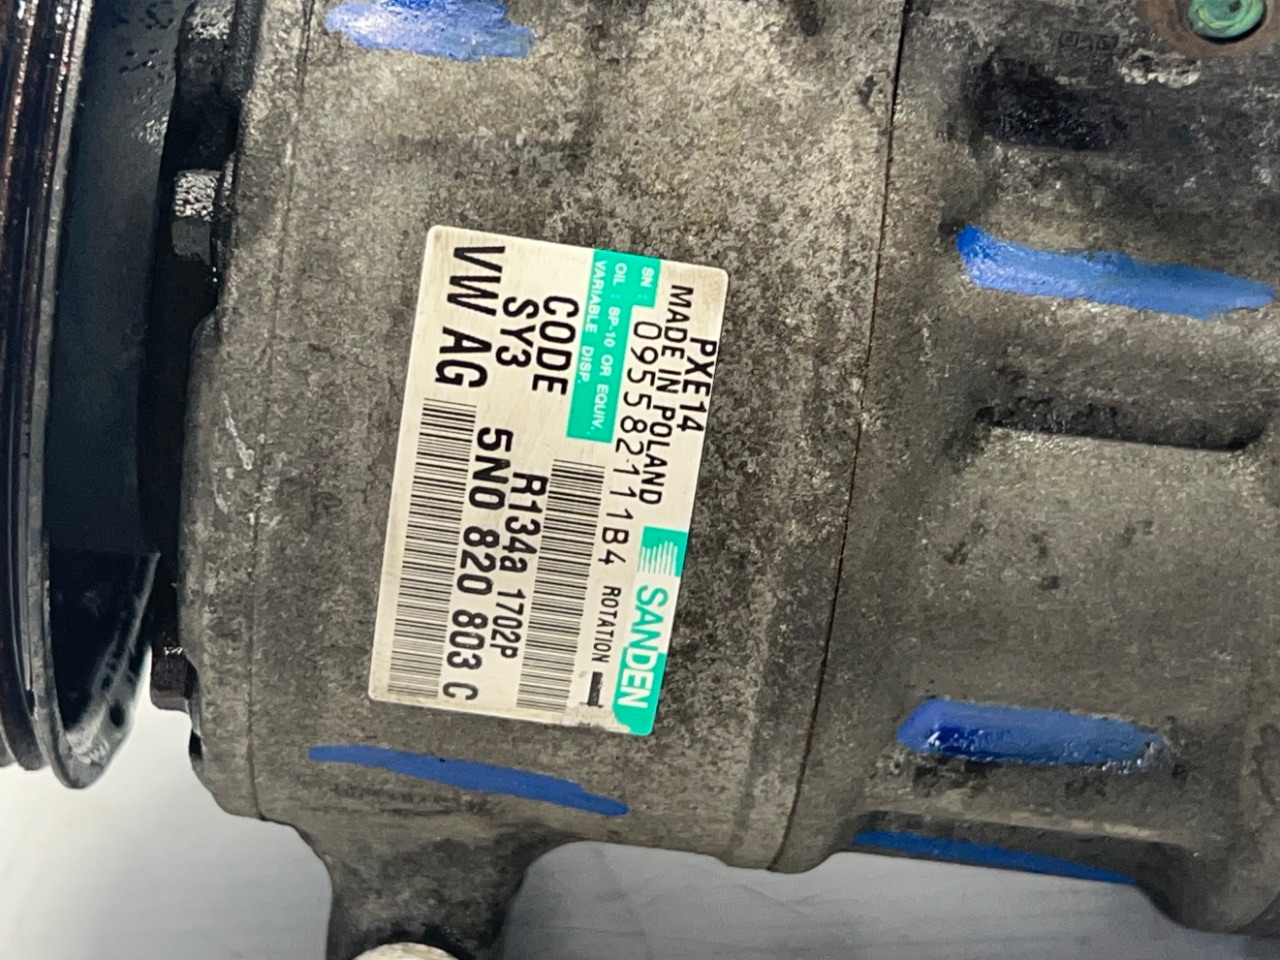 PXE14
MADE IN POLAND
SANDEN
SN :
095582111B4
ROTATION
OIL : SP-10 OR EQUIV.
VARIABLE DISP.
CODE
SY3
R134a 1702P
VW AG
5N0 820 803 C